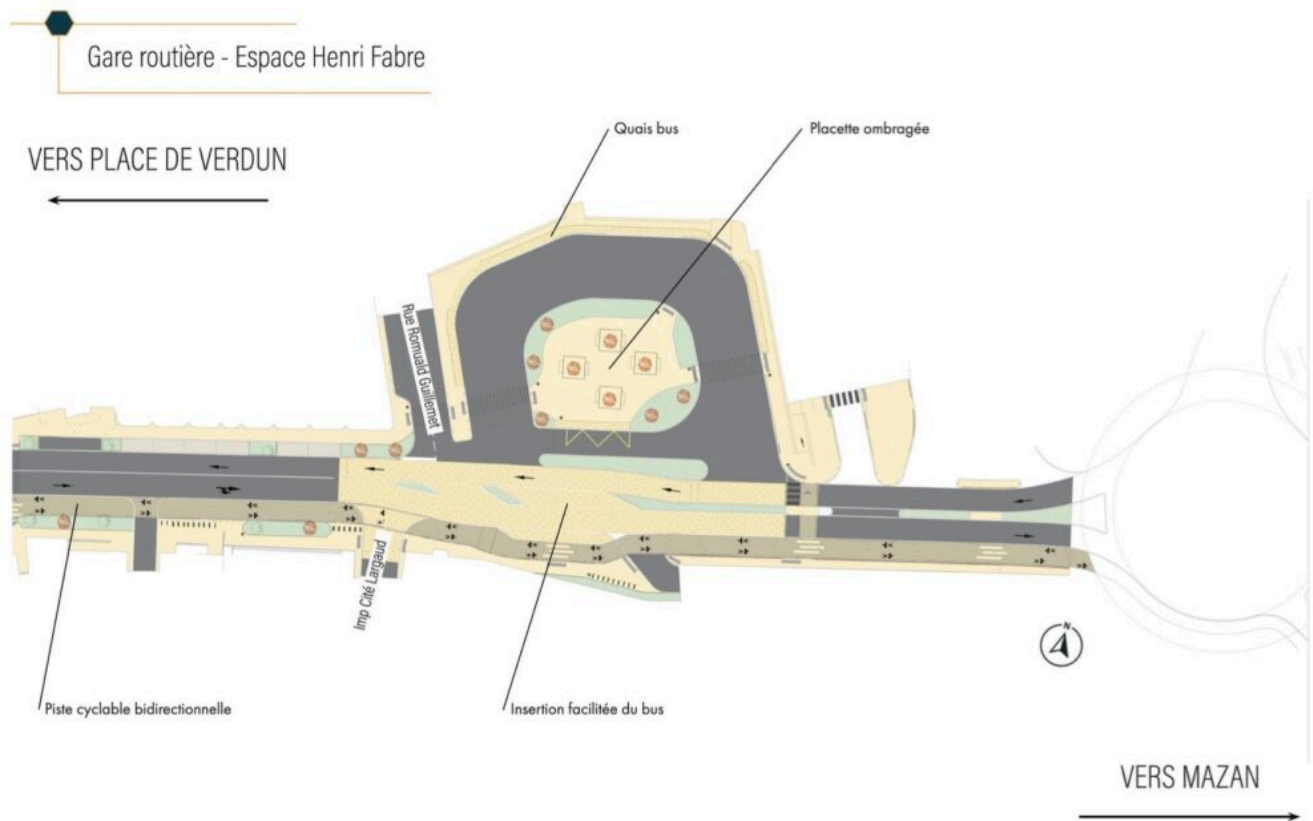 Gare routière - Espace Henri Fabre
Quais bus
Placette ombragée
VERS PLACE DE VERDUN
Rue Romuald Guillemet
Imp Cité Largaud
N
Piste cyclable bidirectionnelle
Insertion facilitée du bus
VERS MAZAN